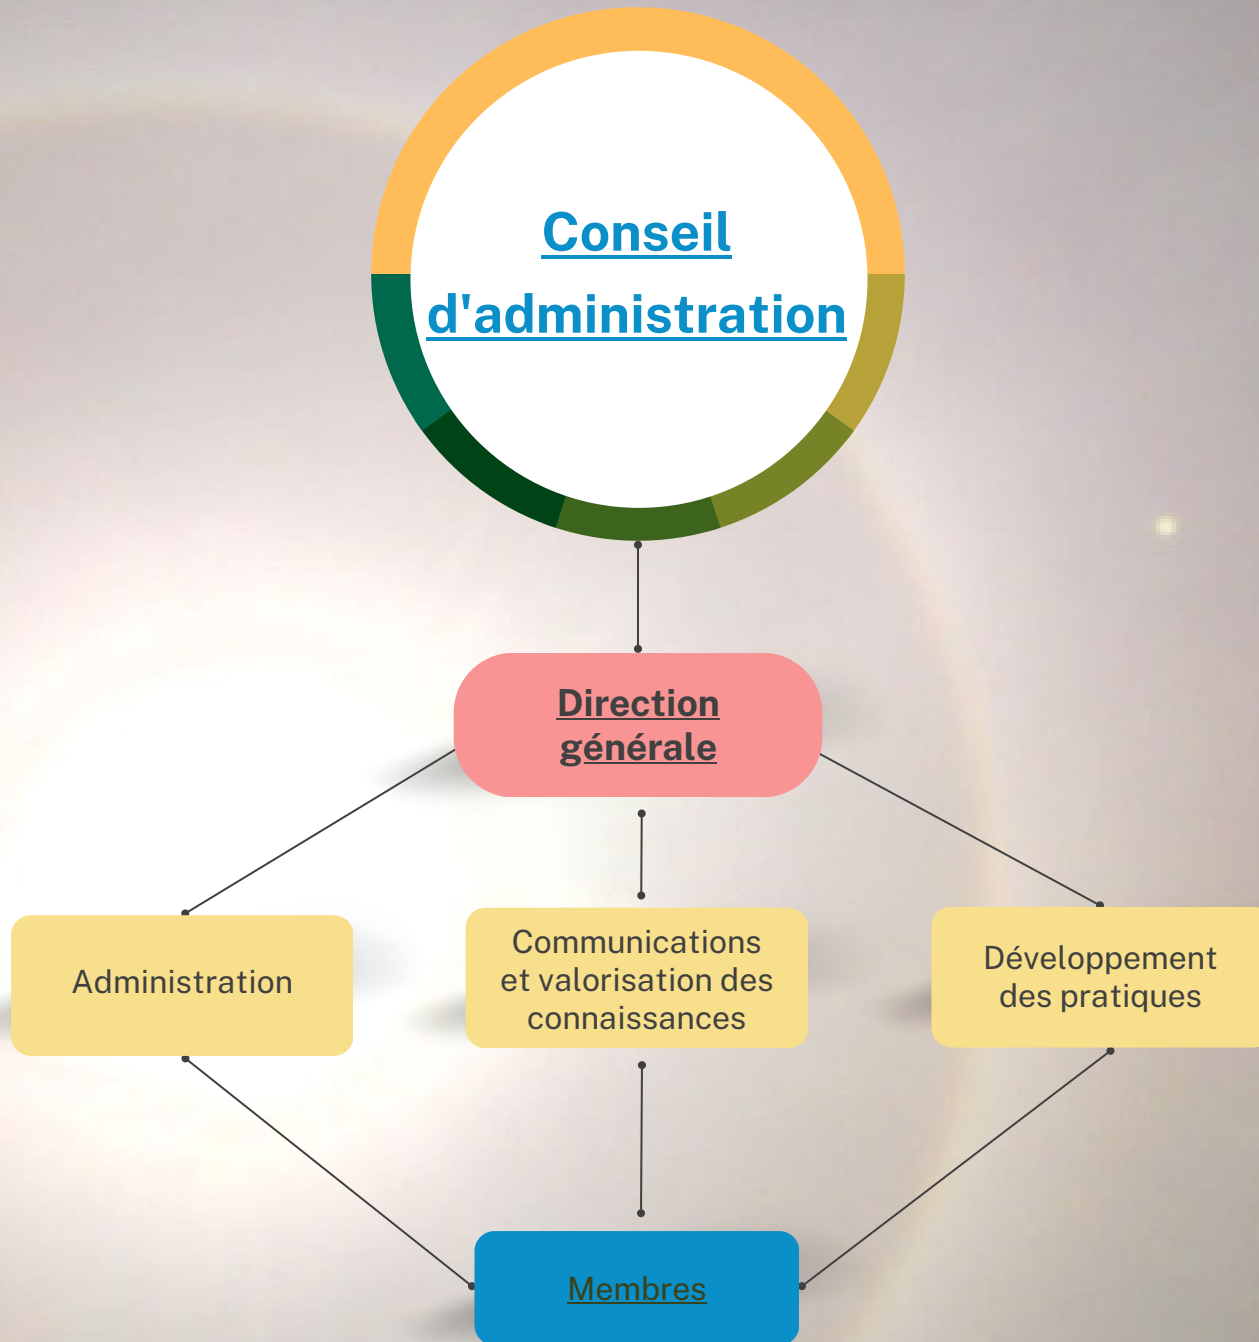 Conseil
d'administration
Direction
générale
Administration
Communications
et valorisation des
connaissances
Développement
des pratiques
Membres